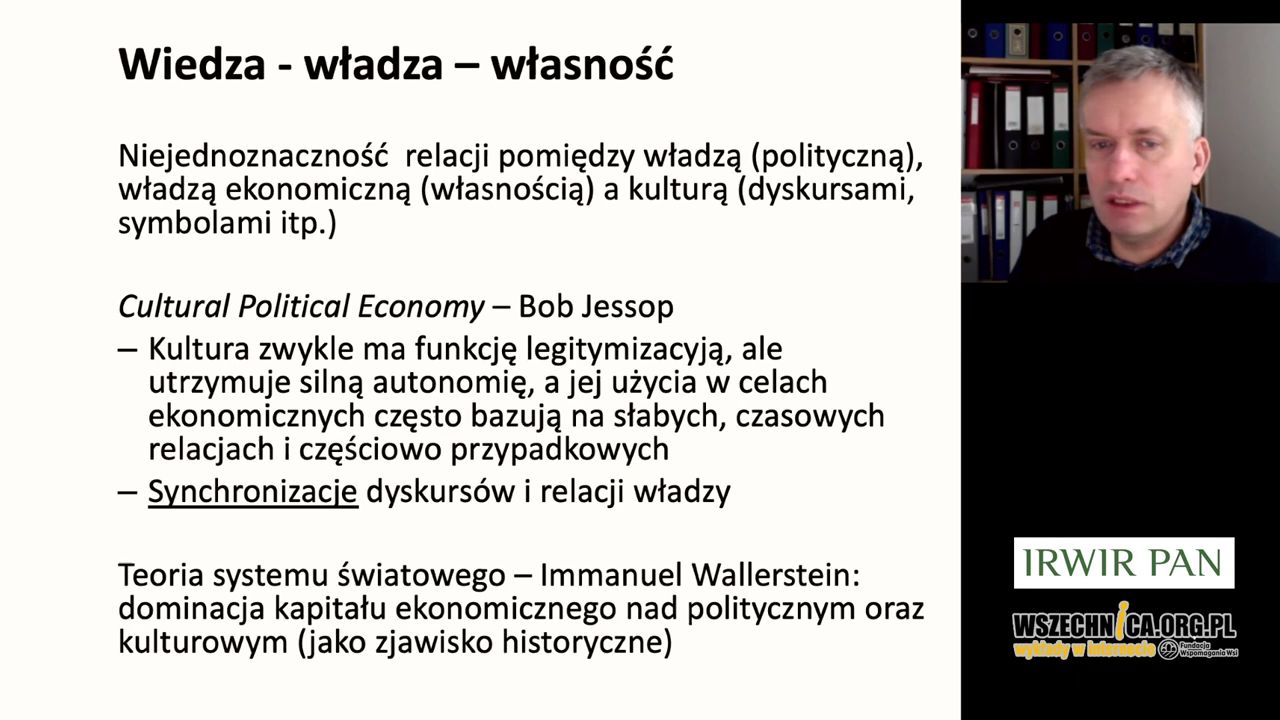 Wiedza - władza – własność
Niejednoznaczność relacji pomiędzy władzą (polityczną),
władzą ekonomiczną (własnością) a kulturą (dyskursami,
symbolami itp.)
Cultural Political Economy – Bob Jessop
– Kultura zwykle ma funkcję legitymizacyją, ale
utrzymuje silną autonomię, a jej użycia w celach
ekonomicznych często bazują na słabych, czasowych
relacjach i częściowo przypadkowych
– Synchronizacje dyskursów i relacji władzy
Teoria systemu światowego – Immanuel Wallerstein:
dominacja kapitału ekonomicznego nad politycznym oraz
kulturowym (jako zjawisko historyczne)
IRWIR PAN
WSZECHNICA.ORG.PL
wykłady w internecie
Fundacja
Wspomagania Wsi